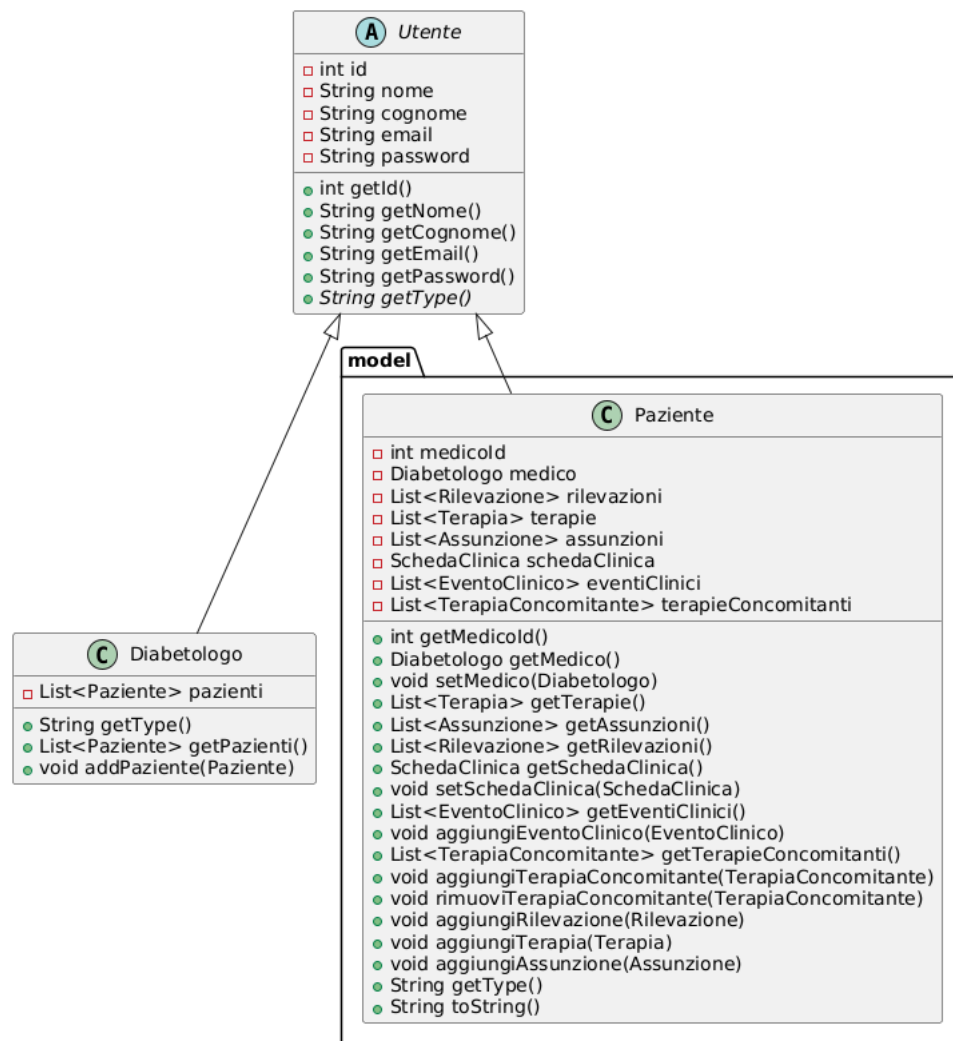 A Utente
int id
String nome
String cognome
String email
String password
int getId()
String getNome()
String getCognome()
String getEmail()
String getPassword()
String getType()
model
C Paziente
int medicoId
Diabetologo medico
List<Rilevazione> rilevazioni
List<Terapia> terapie
List<Assunzione> assunzioni
SchedaClinica schedaClinica
List<EventoClinico> eventiClinici
List<TerapiaConcomitante> terapieConcomitanti
int getMedicoId()
Diabetologo getMedico()
void setMedico(Diabetologo)
List<Terapia> getTerapie()
List<Assunzione> getAssunzioni()
List<Rilevazione> getRilevazioni()
SchedaClinica getSchedaClinica()
void setSchedaClinica(SchedaClinica)
List<EventoClinico> getEventiClinici()
void aggiungiEventoClinico(EventoClinico)
List<TerapiaConcomitante> getTerapieConcomitanti()
void aggiungiTerapiaConcomitante(TerapiaConcomitante)
void rimuoviTerapiaConcomitante(TerapiaConcomitante)
void aggiungiRilevazione(Rilevazione)
void aggiungiTerapia(Terapia)
void aggiungiAssunzione(Assunzione)
String getType()
String toString()
C Diabetologo
List<Paziente> pazienti
String getType()
List<Paziente> getPazienti()
void addPaziente(Paziente)